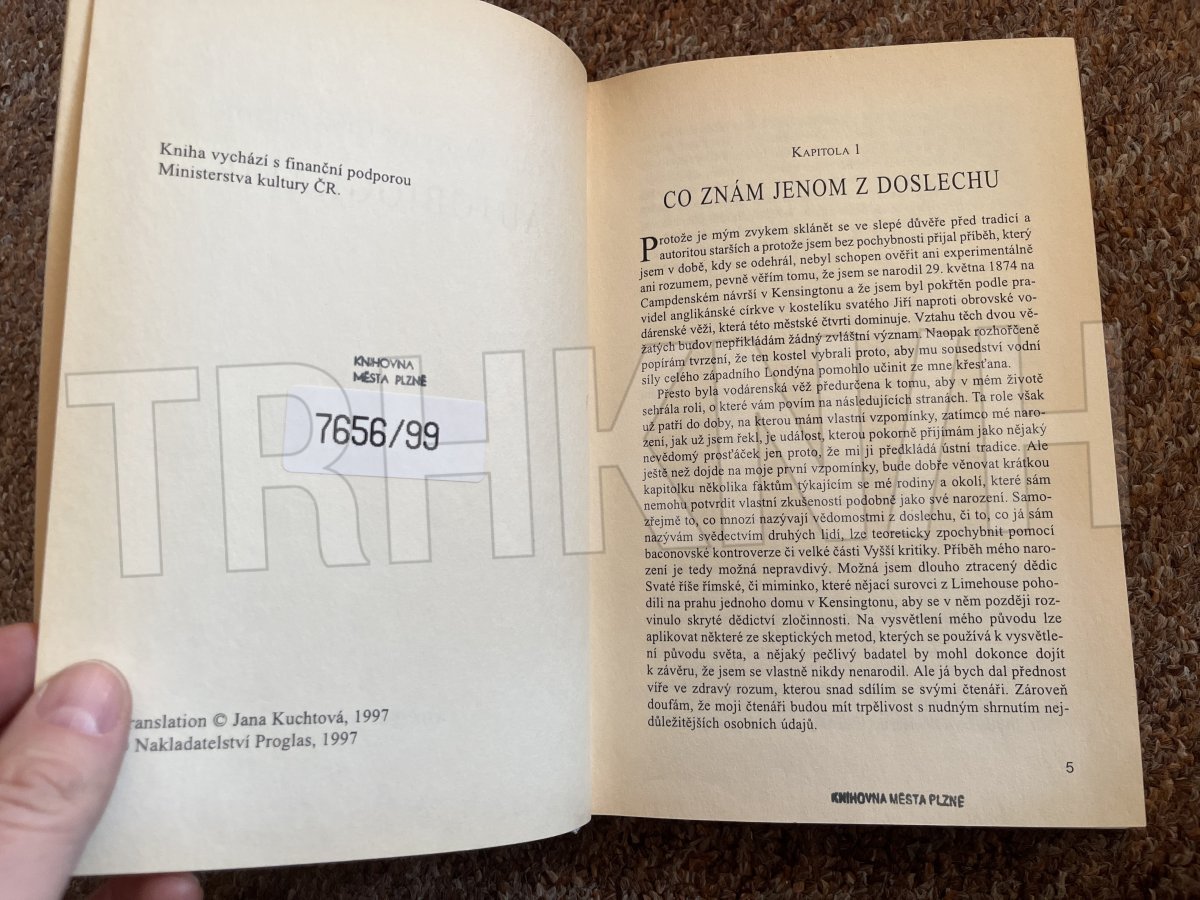 Kniha vychází s finanční podporou
Ministerstva kultury ČR.
KNIHOVNA
MĚSTA PLZNĚ
7656/99
ranslation © Jana Kuchtová, 1997
Nakladatelství Proglas, 1997
KAPITOLA 1
CO ZNÁM JENOM Z DOSLECHU
Protože je mým zvykem sklánět se ve slepé důvěře před tradicí a
autoritou starších a protože jsem bez pochybnosti přijal příběh, který
jsem v době, kdy se odehrál, nebyl schopen ověřit ani experimentálně
ani rozumem, pevně věřím tomu, že jsem se narodil 29. května 1874 na
Campdenském návrší v Kensingtonu a že jsem byl pokřtěn podle pra-
videl anglikánské církve v kostelíku svatého Jiří naproti obrovské vo-
dárenské věži, která této městské čtvrti dominuje. Vztahu těch dvou vě-
žatých budov nepřikládám žádný zvláštní význam. Naopak rozhořčeně
popírám tvrzení, že ten kostel vybrali proto, aby mu sousedství vodní
síly celého západního Londýna pomohlo učinit ze mne křesťana.
Přesto byla vodárenská věž předurčena k tomu, aby v mém životě
sehrála roli, o které vám povím na následujících stranách. Ta role však
už patří do doby, na kterou mám vlastní vzpomínky, zatímco mé naro-
zení, jak už jsem řekl, je událost, kterou pokorně přijímám jako nějaký
nevědomý prosťáček jen proto, že mi ji předkládá ústní tradice. Ale
ještě než dojde na moje první vzpomínky, bude dobře věnovat krátkou
kapitolku několika faktům týkajícím se mé rodiny a okolí, které sám
nemohu potvrdit vlastní zkušeností podobně jako své narození. Samo-
zřejmě to, co mnozí nazývají vědomostmi z doslechu, či to, co já sám
nazývám svědectvím druhých lidí, lze teoreticky zpochybnit pomocí
baconovské kontroverze či velké části Vyšší kritiky. Příběh mého naro-
zení je tedy možná nepravdivý. Možná jsem dlouho ztracený dědic
Svaté říše římské, či miminko, které nějací surovci z Limehouse poho-
dili na prahu jednoho domu v Kensingtonu, aby se v něm později roz-
vinulo skryté dědictví zločinnosti. Na vysvětlení mého původu lze
aplikovat některé ze skeptických metod, kterých se používá k vysvětle-
ní původu světa, a nějaký pečlivý badatel by mohl dokonce dojít
k závěru, že jsem se vlastně nikdy nenarodil. Ale já bych dal přednost
víře ve zdravý rozum, kterou snad sdílím se svými čtenáři. Zároveň
doufám, že moji čtenáři budou mít trpělivost s nudným shrnutím nej-
důležitějších osobních údajů.
5
KNIHOVNA MĚSTA PLZNĚ
TRHKNIH